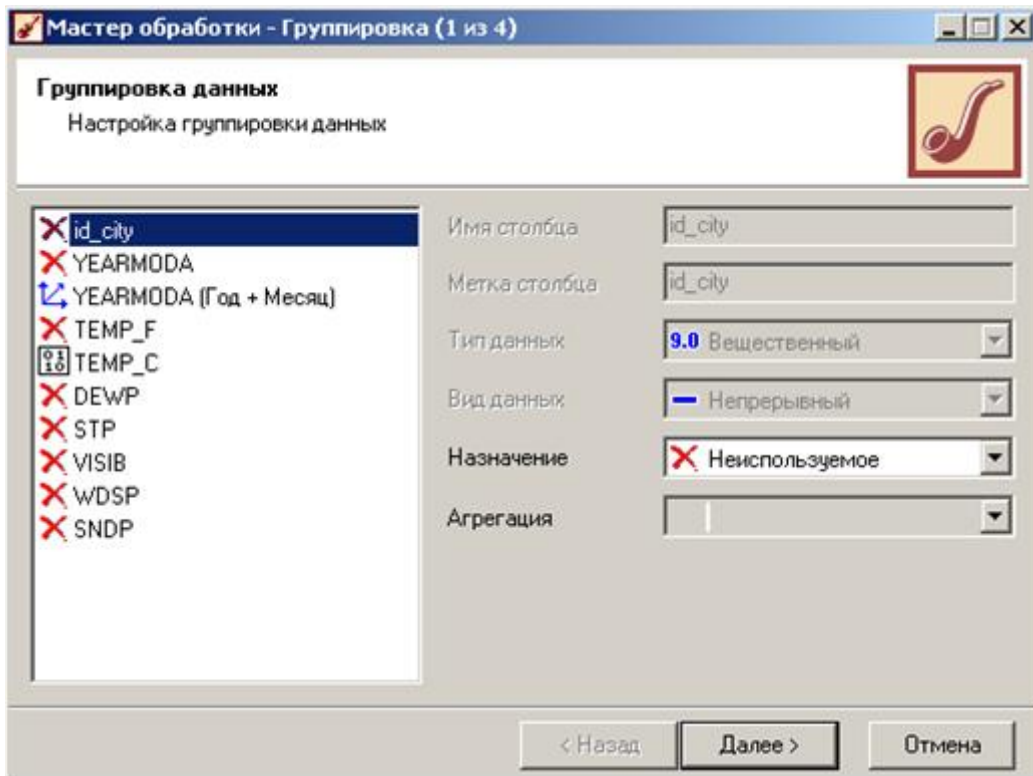 Мастер обработки - Группировка (1 из 4)
Группировка данных
Настройка группировки данных
id_city
YEARMODA
YEARMODA (Год + Месяц)
TEMP_F
TEMP_C
DEWP
STP
VISIB
WDSP
SNDP
Имя столбца id_city
Метка столбца id_city
Тип данных 9.0 Вещественный
Вид данных Непрерывный
Назначение Неиспользуемое
Агрегация
< Назад Далее > Отмена